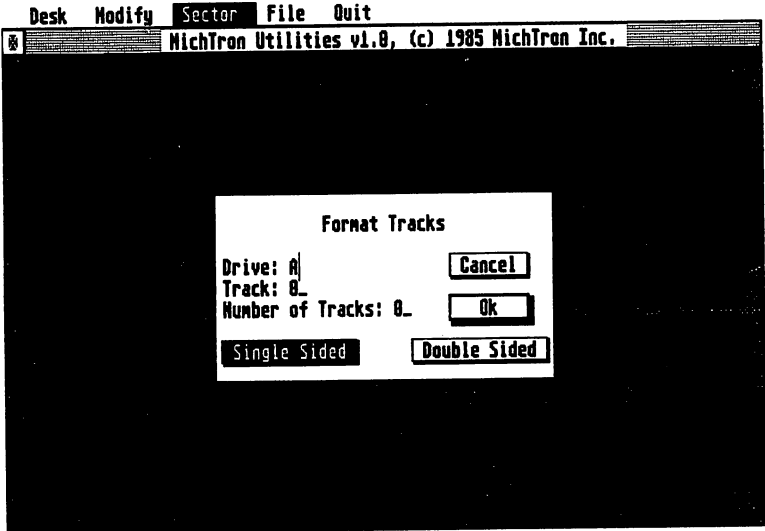 Desk Modify Sector File Quit
MichTron Utilities v1.0, (c) 1985 MichTron Inc.
Format Tracks
Drive: A
Cancel
Track: 0_
Number of Tracks: 0_
Ok
Single Sided Double Sided